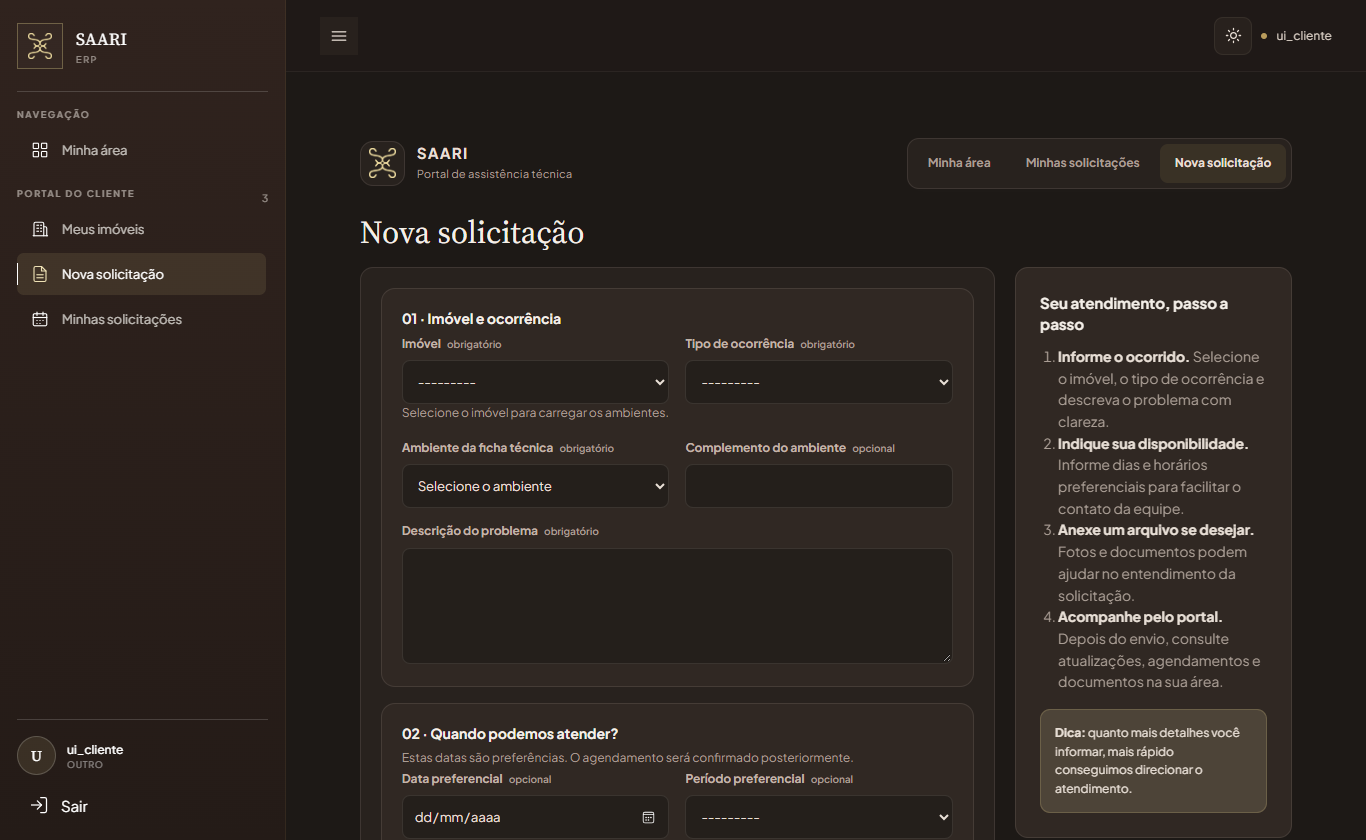 SAARI
ERP
NAVEGAÇÃO
Minha área
PORTAL DO CLIENTE
3
Meus imóveis
Nova solicitação
Minhas solicitações
U
ui_cliente
OUTRO
Sair
ui_cliente
SAARI
Portal de assistência técnica
Minha área
Minhas solicitações
Nova solicitação
Nova solicitação
01 · Imóvel e ocorrência
Imóvel obrigatório
Tipo de ocorrência obrigatório
---------
---------
Selecione o imóvel para carregar os ambientes.
Ambiente da ficha técnica obrigatório
Complemento do ambiente opcional
Selecione o ambiente
Descrição do problema obrigatório
02 · Quando podemos atender?
Estas datas são preferências. O agendamento será confirmado posteriormente.
Data preferencial opcional
Período preferencial opcional
dd/mm/aaaa
---------
Seu atendimento, passo a
passo
1. Informe o ocorrido. Selecione
o imóvel, o tipo de ocorrência e
descreva o problema com
clareza.
2. Indique sua disponibilidade.
Informe dias e horários
preferenciais para facilitar o
contato da equipe.
3. Anexe um arquivo se desejar.
Fotos e documentos podem
ajudar no entendimento da
solicitação.
4. Acompanhe pelo portal.
Depois do envio, consulte
atualizações, agendamentos e
documentos na sua área.
Dica: quanto mais detalhes você
informar, mais rápido
conseguimos direcionar o
atendimento.